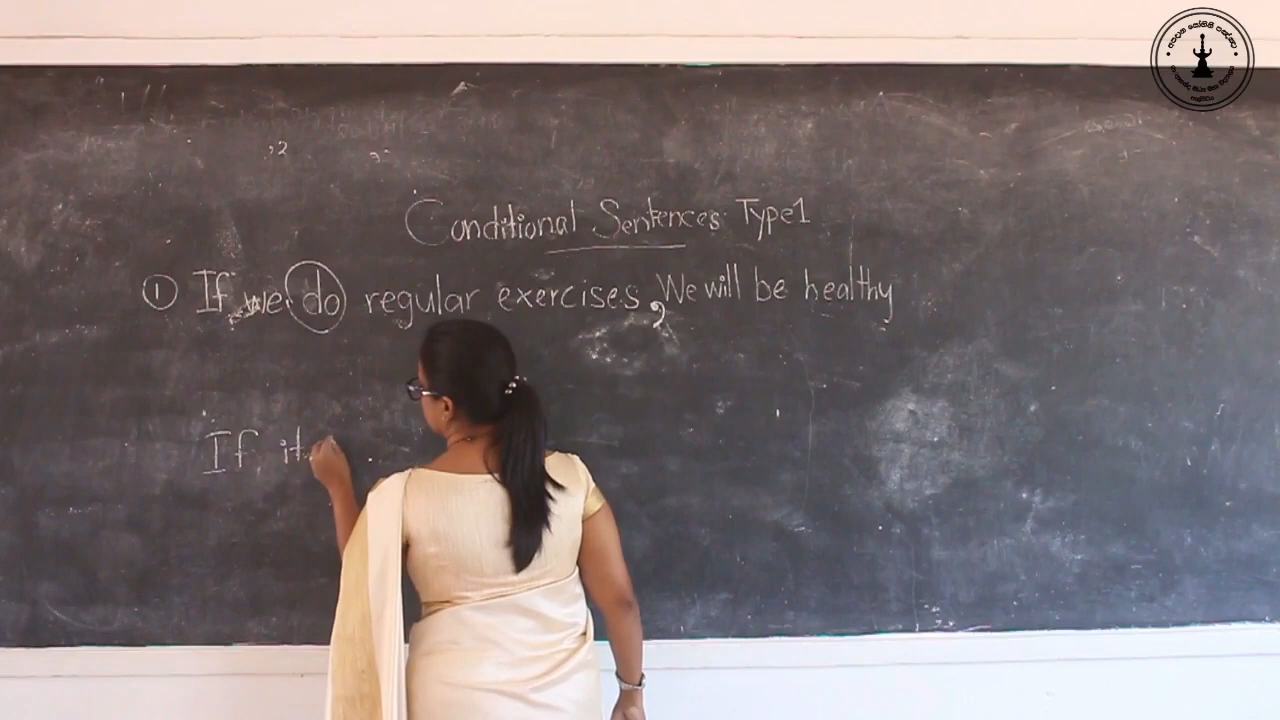 Conditional Sentences Type1
① If we do regular exercises, We will be healthy
If it